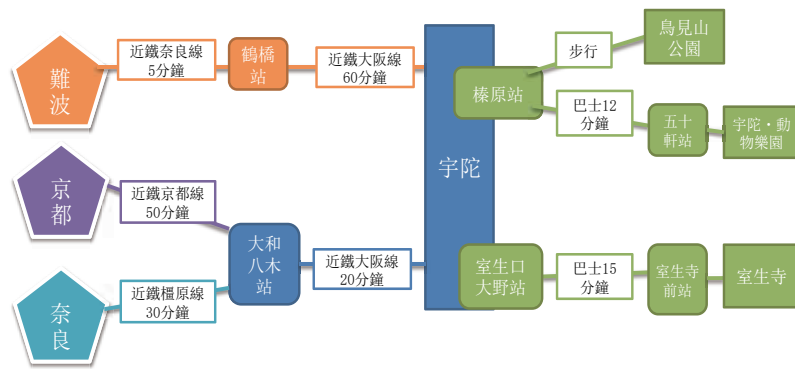 難波
近鐵奈良線
5分鐘
鶴橋
站
近鐵大阪線
60分鐘
宇陀
榛原站
步行
鳥見山
公園
巴士12
分鐘
五十
軒站
宇陀・動
物樂園
京都
近鐵京都線
50分鐘
大和
八木
站
近鐵大阪線
20分鐘
奈良
近鐵橿原線
30分鐘
室生口
大野站
巴士15
分鐘
室生寺
前站
室生寺